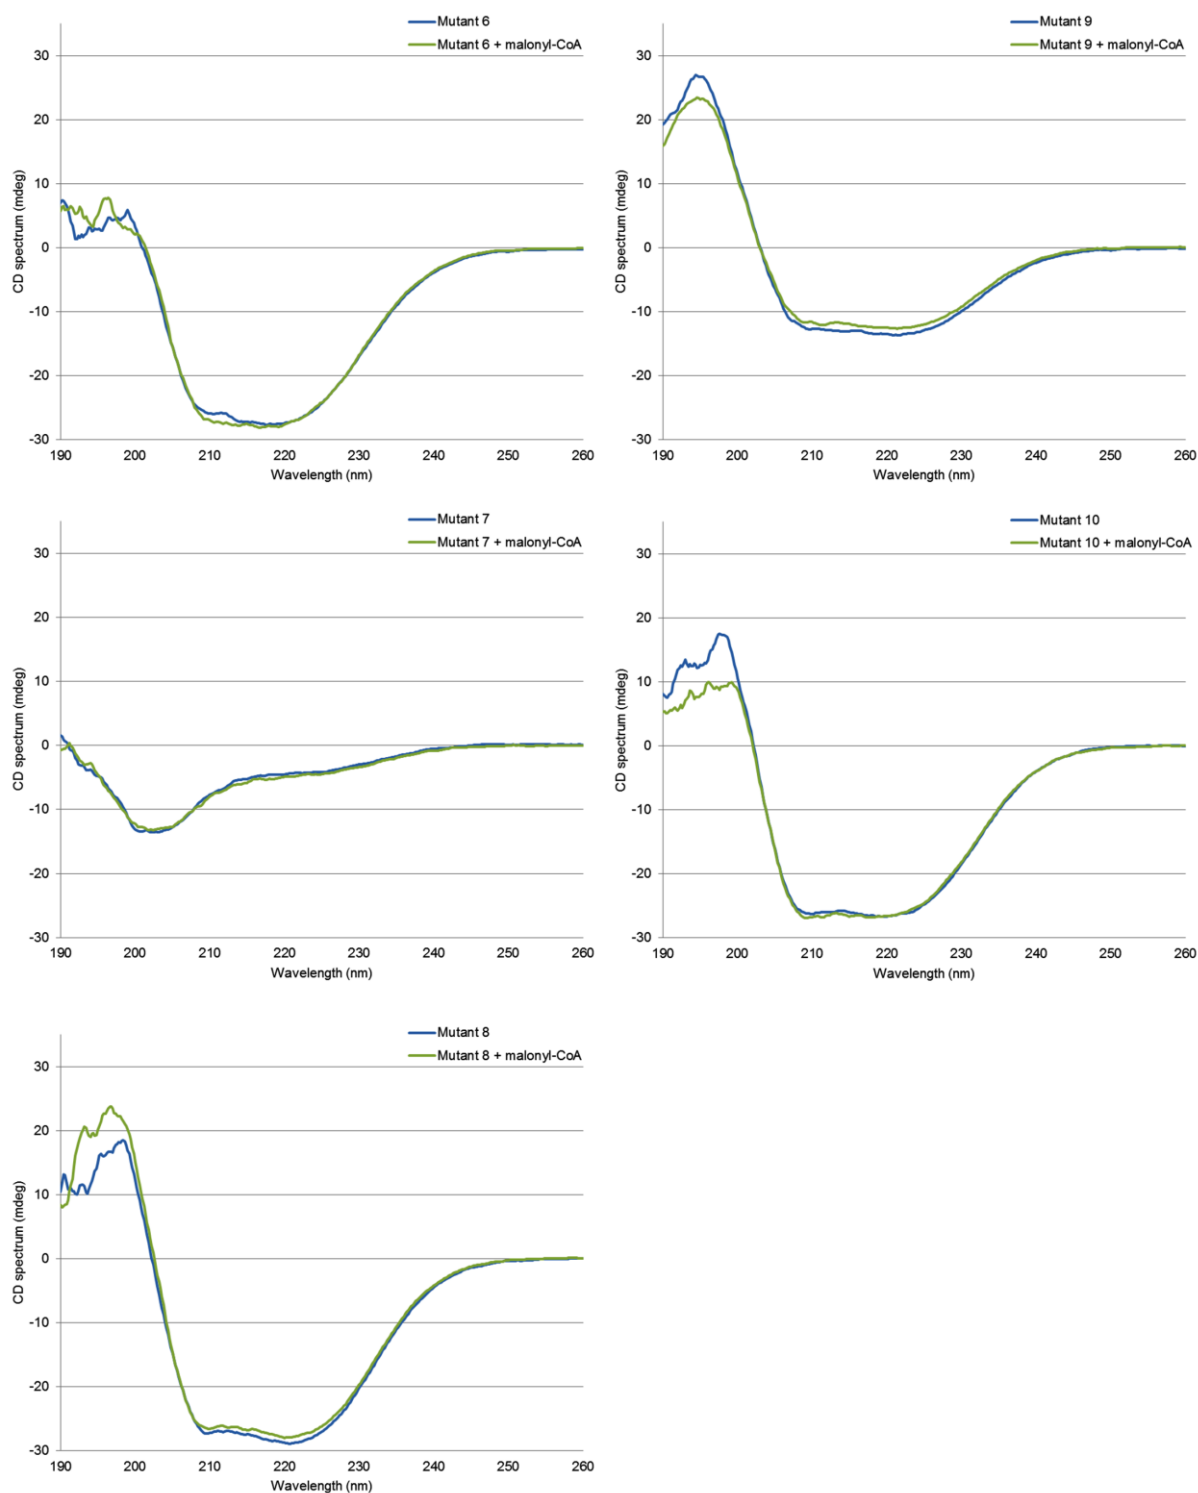 Mutant 6
Mutant 6 + malonyl-CoA
30
20
10
0
-10
-20
-30
CD spectrum (mdeg)
190 200 210 220 230 240 250 260
Wavelength (nm)
Mutant 9
Mutant 9 + malonyl-CoA
30
20
10
0
-10
-20
-30
CD spectrum (mdeg)
190 200 210 220 230 240 250 260
Wavelength (nm)
Mutant 7
Mutant 7 + malonyl-CoA
30
20
10
0
-10
-20
-30
CD spectrum (mdeg)
190 200 210 220 230 240 250 260
Wavelength (nm)
Mutant 10
Mutant 10 + malonyl-CoA
30
20
10
0
-10
-20
-30
CD spectrum (mdeg)
190 200 210 220 230 240 250 260
Wavelength (nm)
Mutant 8
Mutant 8 + malonyl-CoA
30
20
10
0
-10
-20
-30
CD spectrum (mdeg)
190 200 210 220 230 240 250 260
Wavelength (nm)